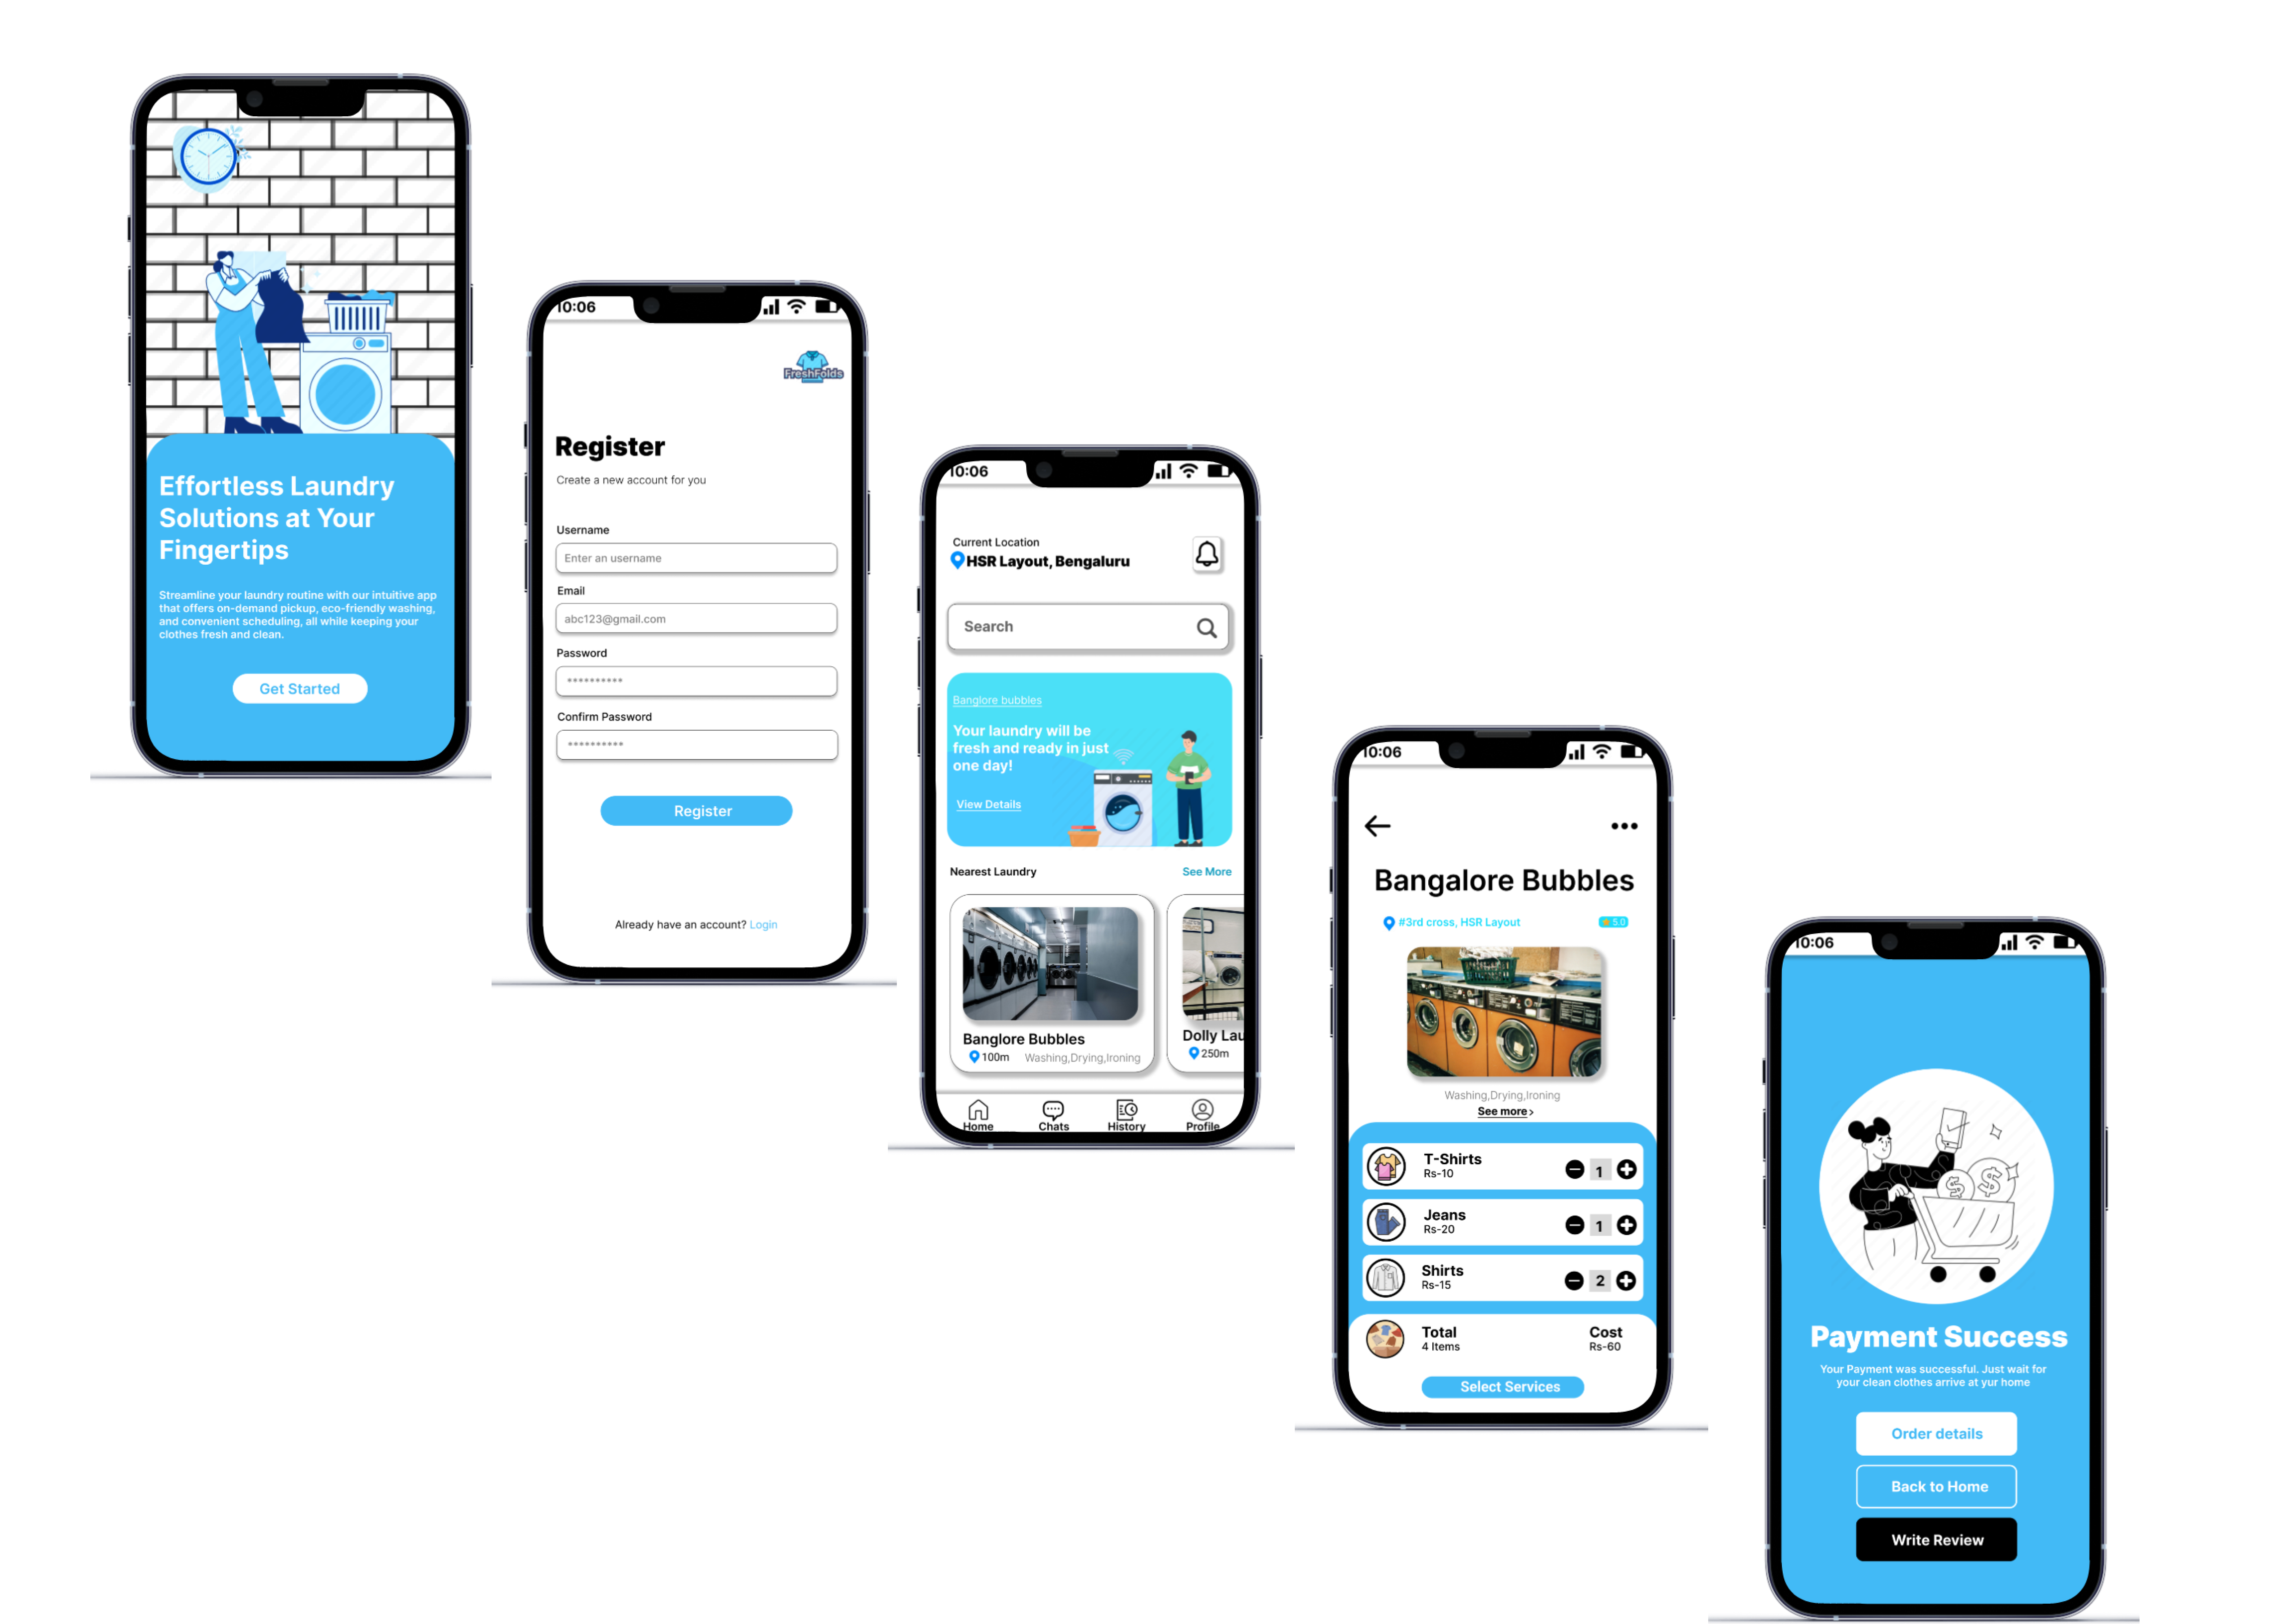 Effortless Laundry
Solutions at Your
Fingertips
Streamline your laundry routine with our intuitive app
that offers on-demand pickup, eco-friendly washing,
and convenient scheduling, all while keeping your
clothes fresh and clean.
Get Started
10:06
FreshFolds
Register
Create a new account for you
Username
Enter an username
Email
abc123@gmail.com
Password
**********
Confirm Password
**********
Register
Already have an account? Login
10:06
Current Location
HSR Layout, Bengaluru
Search
Banglore bubbles
Your laundry will be
fresh and ready in just
one day!
View Details
Nearest Laundry See More
Banglore Bubbles
100m Washing,Drying,Ironing
Dolly Lau
250m
Home Chats History Profile
10:06
Bangalore Bubbles
#3rd cross, HSR Layout 5.0
Washing,Drying,Ironing
See more>
T-Shirts
Rs-10
1
Jeans
Rs-20
1
Shirts
Rs-15
2
Total Cost
4 Items Rs-60
Select Services
10:06
Payment Success
Your Payment was successful. Just wait for
your clean clothes arrive at yur home
Order details
Back to Home
Write Review